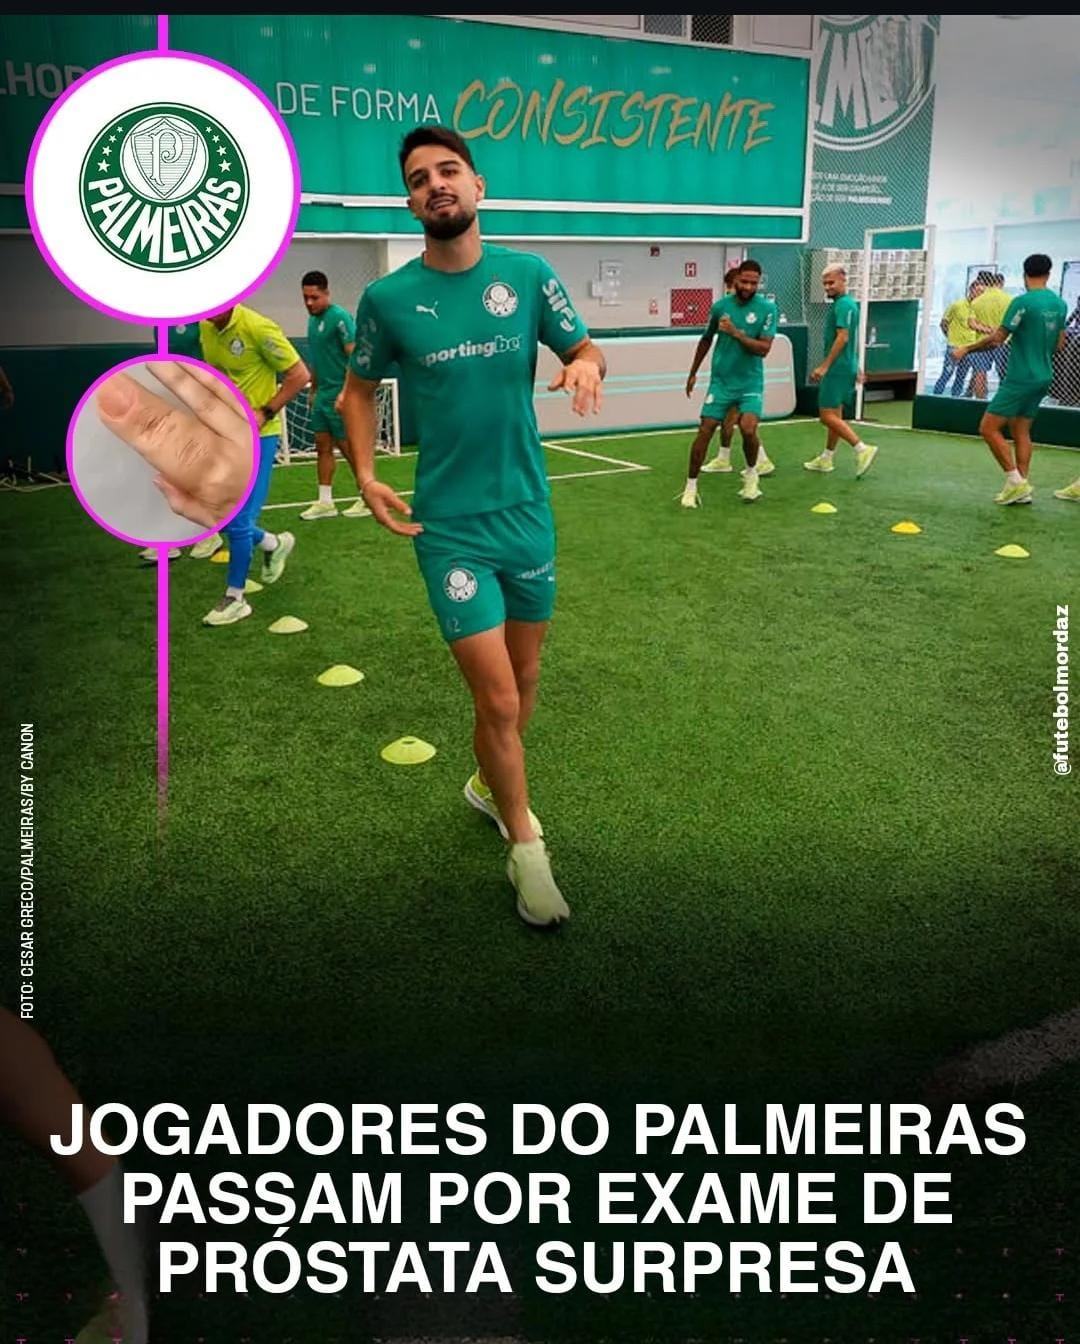 DE FORMA CONSISTENTE
PALMEIRAS
sportingbet
Sil
H
FOTO: CESAR GRECO/PALMEIRAS/BY CANON
@futebolmordaz
JOGADORES DO PALMEIRAS
PASSAM POR EXAME DE
PRÓSTATA SURPRESA